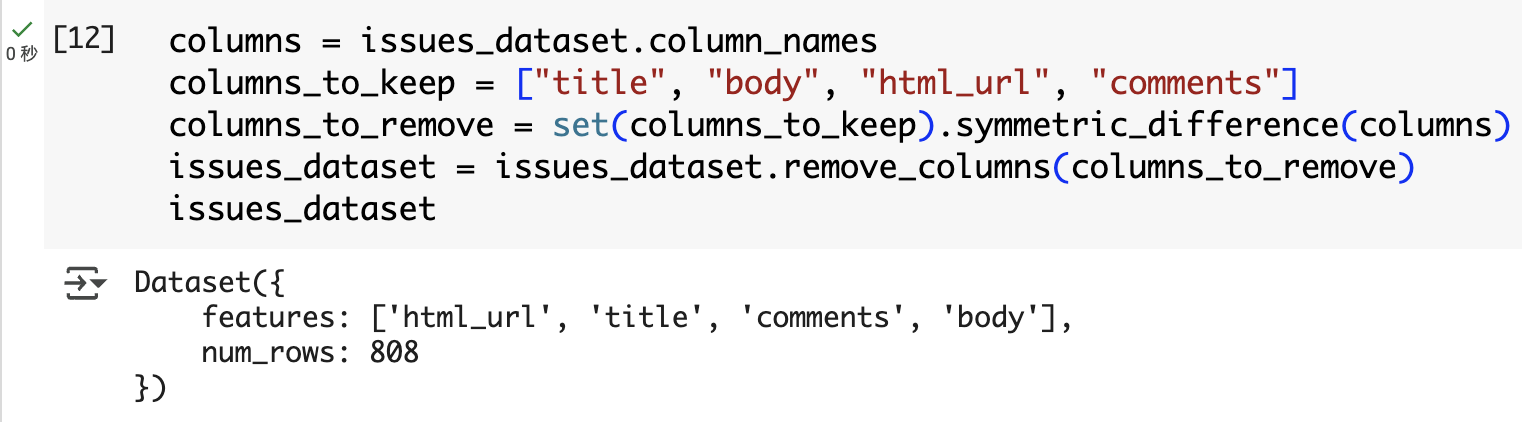 [12] columns = issues_dataset.column_names
0 秒
columns_to_keep = ["title", "body", "html_url", "comments"]
columns_to_remove = set(columns_to_keep).symmetric_difference(columns)
issues_dataset = issues_dataset.remove_columns(columns_to_remove)
issues_dataset
Dataset({
    features: ['html_url', 'title', 'comments', 'body'],
    num_rows: 808
})